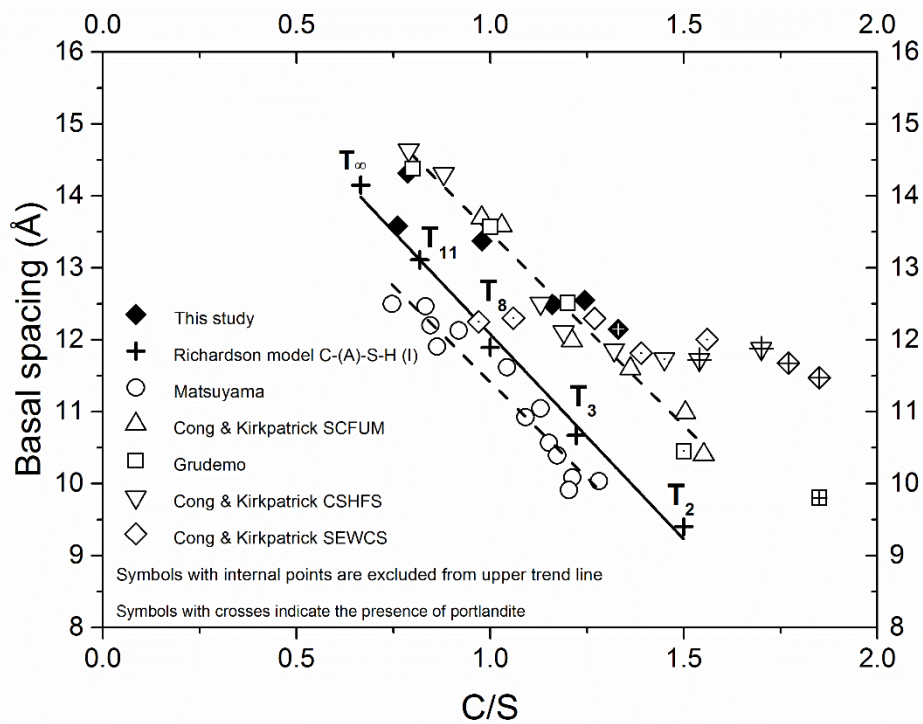 0.0 0.5 1.0 1.5 2.0
16 16
15 15
14 14
13 13
12 12
11 11
10 10
9 9
8 8
Basal spacing (Å)
T∞
T11
T8
T3
T2
This study
Richardson model C-(A)-S-H (I)
Matsuyama
Cong & Kirkpatrick SCFUM
Grudemo
Cong & Kirkpatrick CSHFS
Cong & Kirkpatrick SEWCS
Symbols with internal points are excluded from upper trend line
Symbols with crosses indicate the presence of portlandite
0.0 0.5 1.0 1.5 2.0
C/S